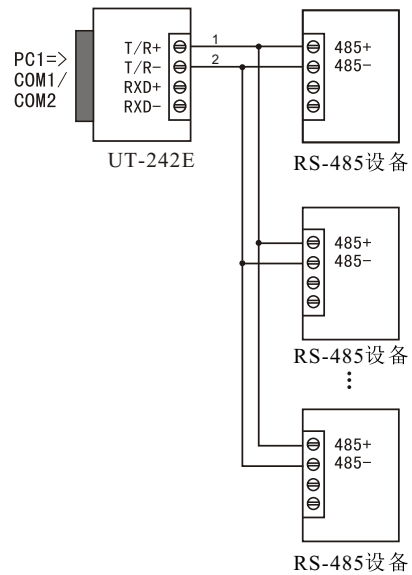 PC1=>
COM1/
COM2
T/R+
T/R-
RXD+
RXD-
UT-242E
1
2
485+
485-
RS-485设备
485+
485-
RS-485设备
485+
485-
RS-485设备